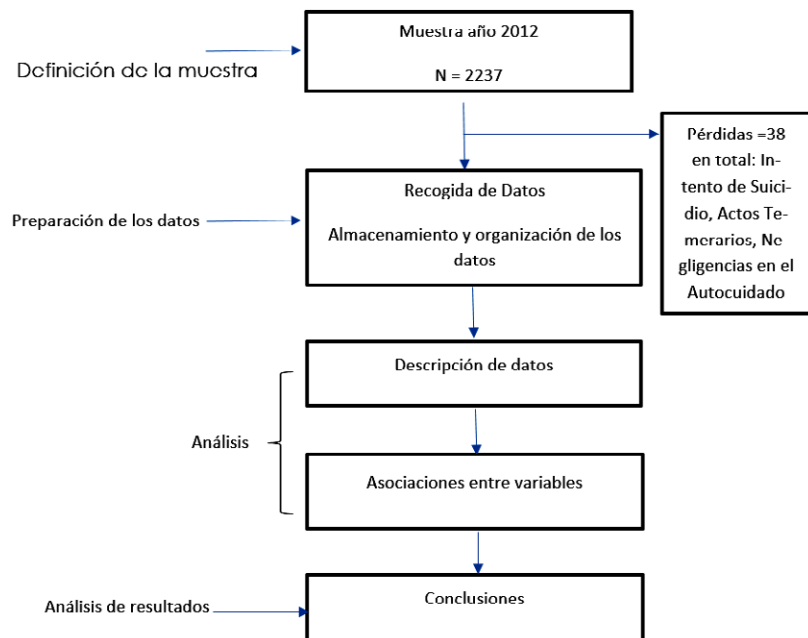 Muestra año 2012
N = 2237
Definición de la muestra
Pérdidas =38
en total: In-
tento de Suici-
dio, Actos Te-
merarios, Ne
gligencias en el
Autocuidado
Recogida de Datos
Almacenamiento y organización de los
datos
Preparación de los datos
Descripción de datos
Análisis
Asociaciones entre variables
Conclusiones
Análisis de resultados